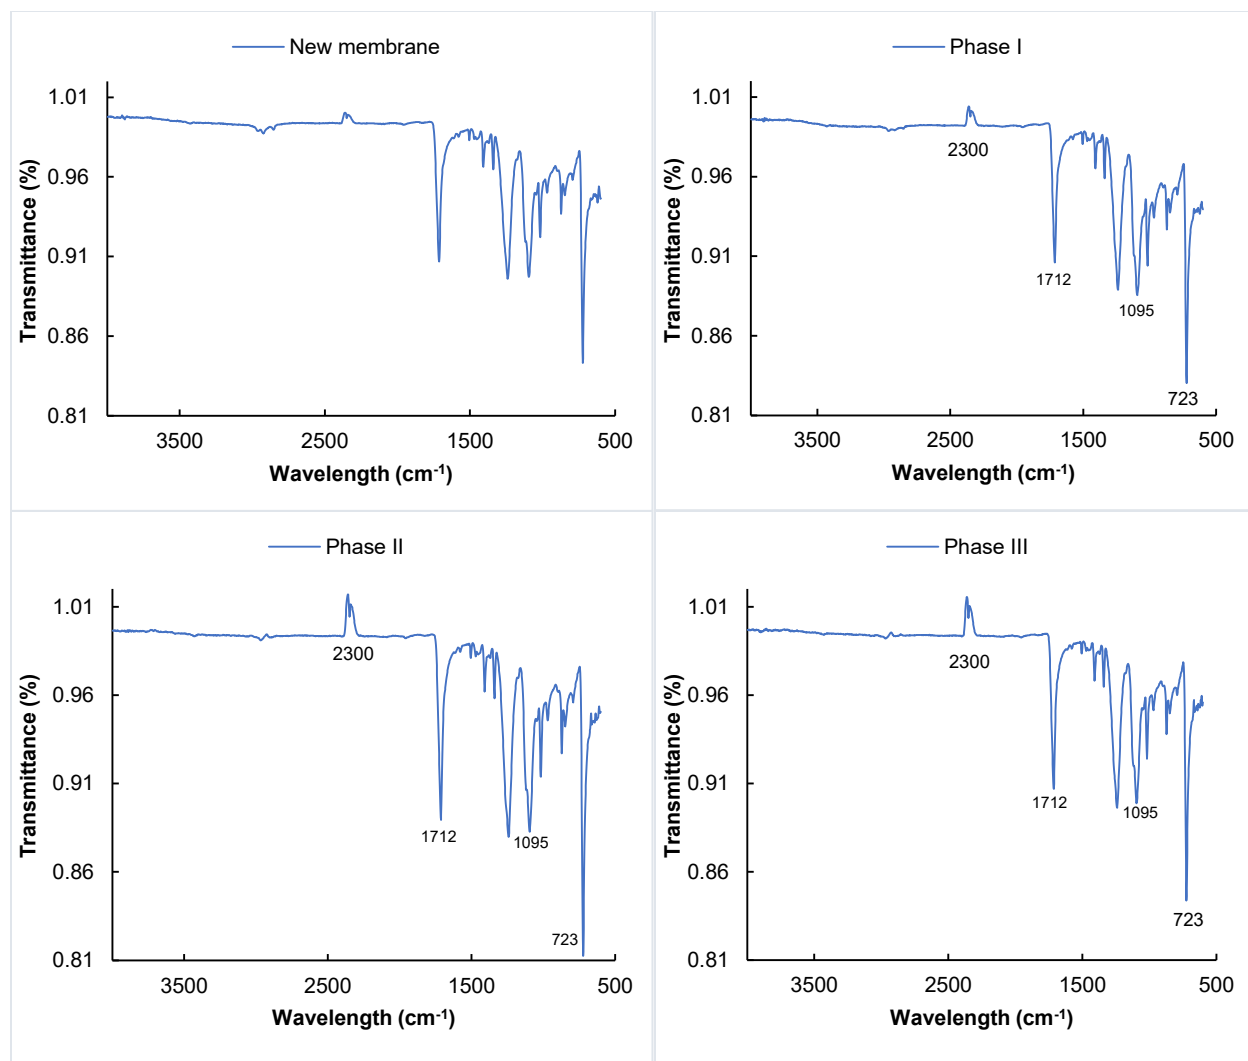 New membrane
1.01
0.96
0.91
0.86
0.81
Transmittance (%)
3500 2500 1500 500
Wavelength (cm-1)
Phase I
1.01
0.96
0.91
0.86
0.81
Transmittance (%)
2300
1712
1095
723
3500 2500 1500 500
Wavelength (cm-1)
Phase II
1.01
0.96
0.91
0.86
0.81
Transmittance (%)
2300
1712
1095
723
3500 2500 1500 500
Wavelength (cm-1)
Phase III
1.01
0.96
0.91
0.86
0.81
Transmittance (%)
2300
1712
1095
723
3500 2500 1500 500
Wavelength (cm-1)